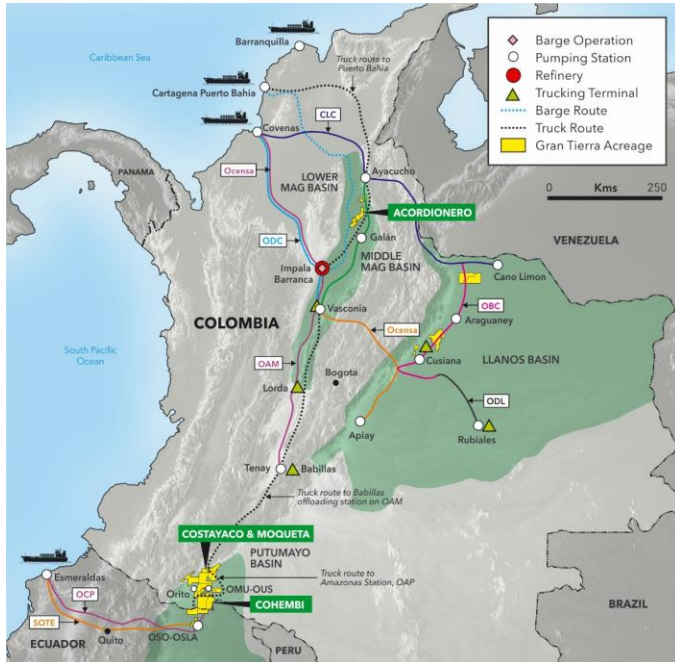 Barge Operation
Pumping Station
Refinery
Trucking Terminal
Barge Route
Truck Route
Gran Tierra Acreage
0 Kms 250
Caribbean Sea
Barranquilla
Truck route to
Puerto Bahia
Cartagena Puerto Bahia
Covenas
CLC
PANAMA
Ocensa
LOWER
MAG BASIN
Ayacucho
ACORDIONERO
ODC
Galán
MIDDLE
MAG BASIN
VENEZUELA
Impala
Barranca
Cano Limon
COLOMBIA
Vasconia
OBC
Ocensa
Araguaney
South Pacific
Ocean
OAM
Cusiana
LLANOS BASIN
Bogota
Lorda
ODL
Apiay
Rubiales
Tenay
Babillas
Truck route to Babillas
offloading station on OAM
COSTAYACO & MOQUETA
PUTUMAYO
BASIN
Truck route to
Amazonas Station, OAP
Esmeraldas
Orito
OMU-OUS
OCP
COHEMBI
BRAZIL
SOTE
ECUADOR
Quito
OSO-OSLA
PERU